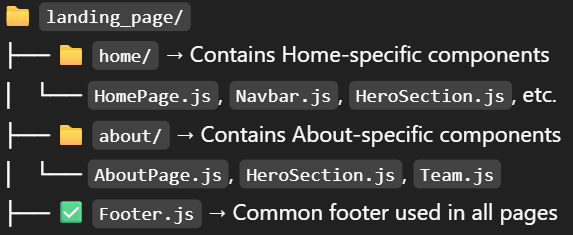 landing_page/
├── home/ → Contains Home-specific components
│ └── HomePage.js, Navbar.js, HeroSection.js, etc.
├── about/ → Contains About-specific components
│ └── AboutPage.js, HeroSection.js, Team.js
├── ✅ Footer.js → Common footer used in all pages